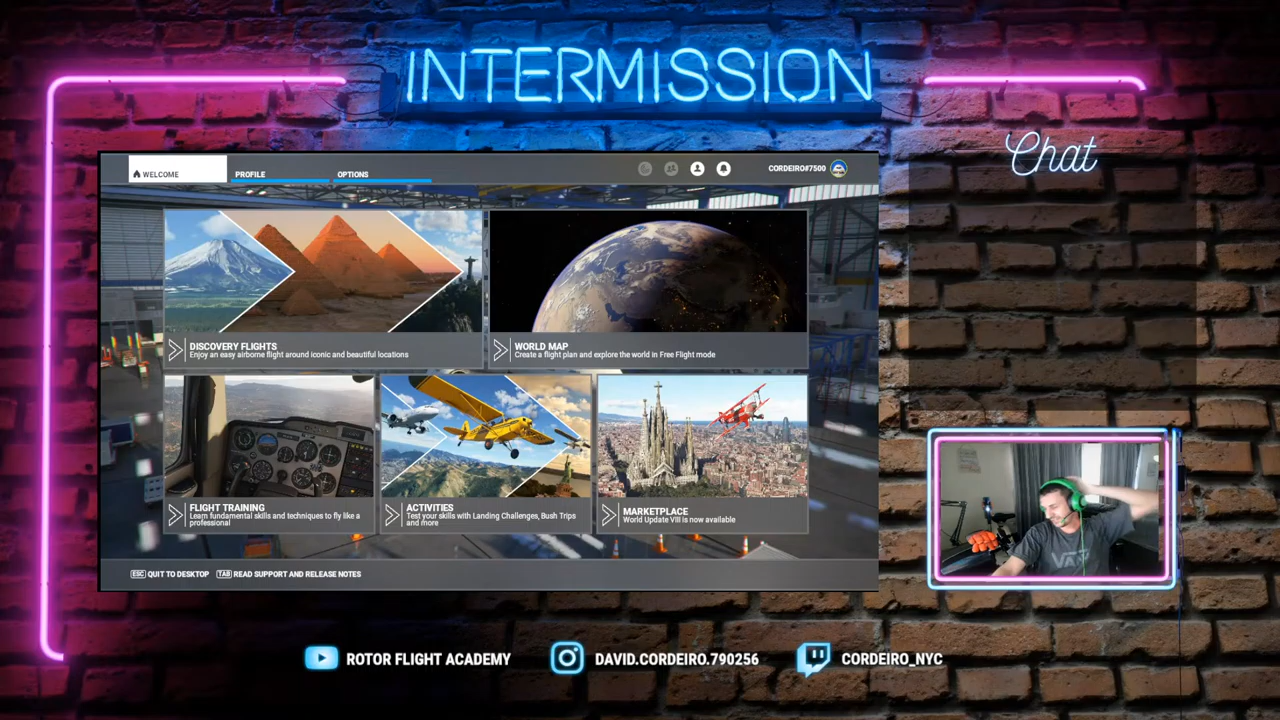 INTERMISSION
Chat
WELCOME
PROFILE
OPTIONS
CORDEIRO#7500
DISCOVERY FLIGHTS
Enjoy an easy airborne flight around iconic and beautiful locations
WORLD MAP
Create a flight plan and explore the world in Free Flight mode
FLIGHT TRAINING
Learn fundamental skills and techniques to fly like a
professional
ACTIVITIES
Test your skills with Landing Challenges, Bush Trips
and more
MARKETPLACE
World Update VIII is now available
ESC QUIT TO DESKTOP
TAB READ SUPPORT AND RELEASE NOTES
VANS
ROTOR FLIGHT ACADEMY
DAVID.CORDEIRO.790256
CORDEIRO_NYC